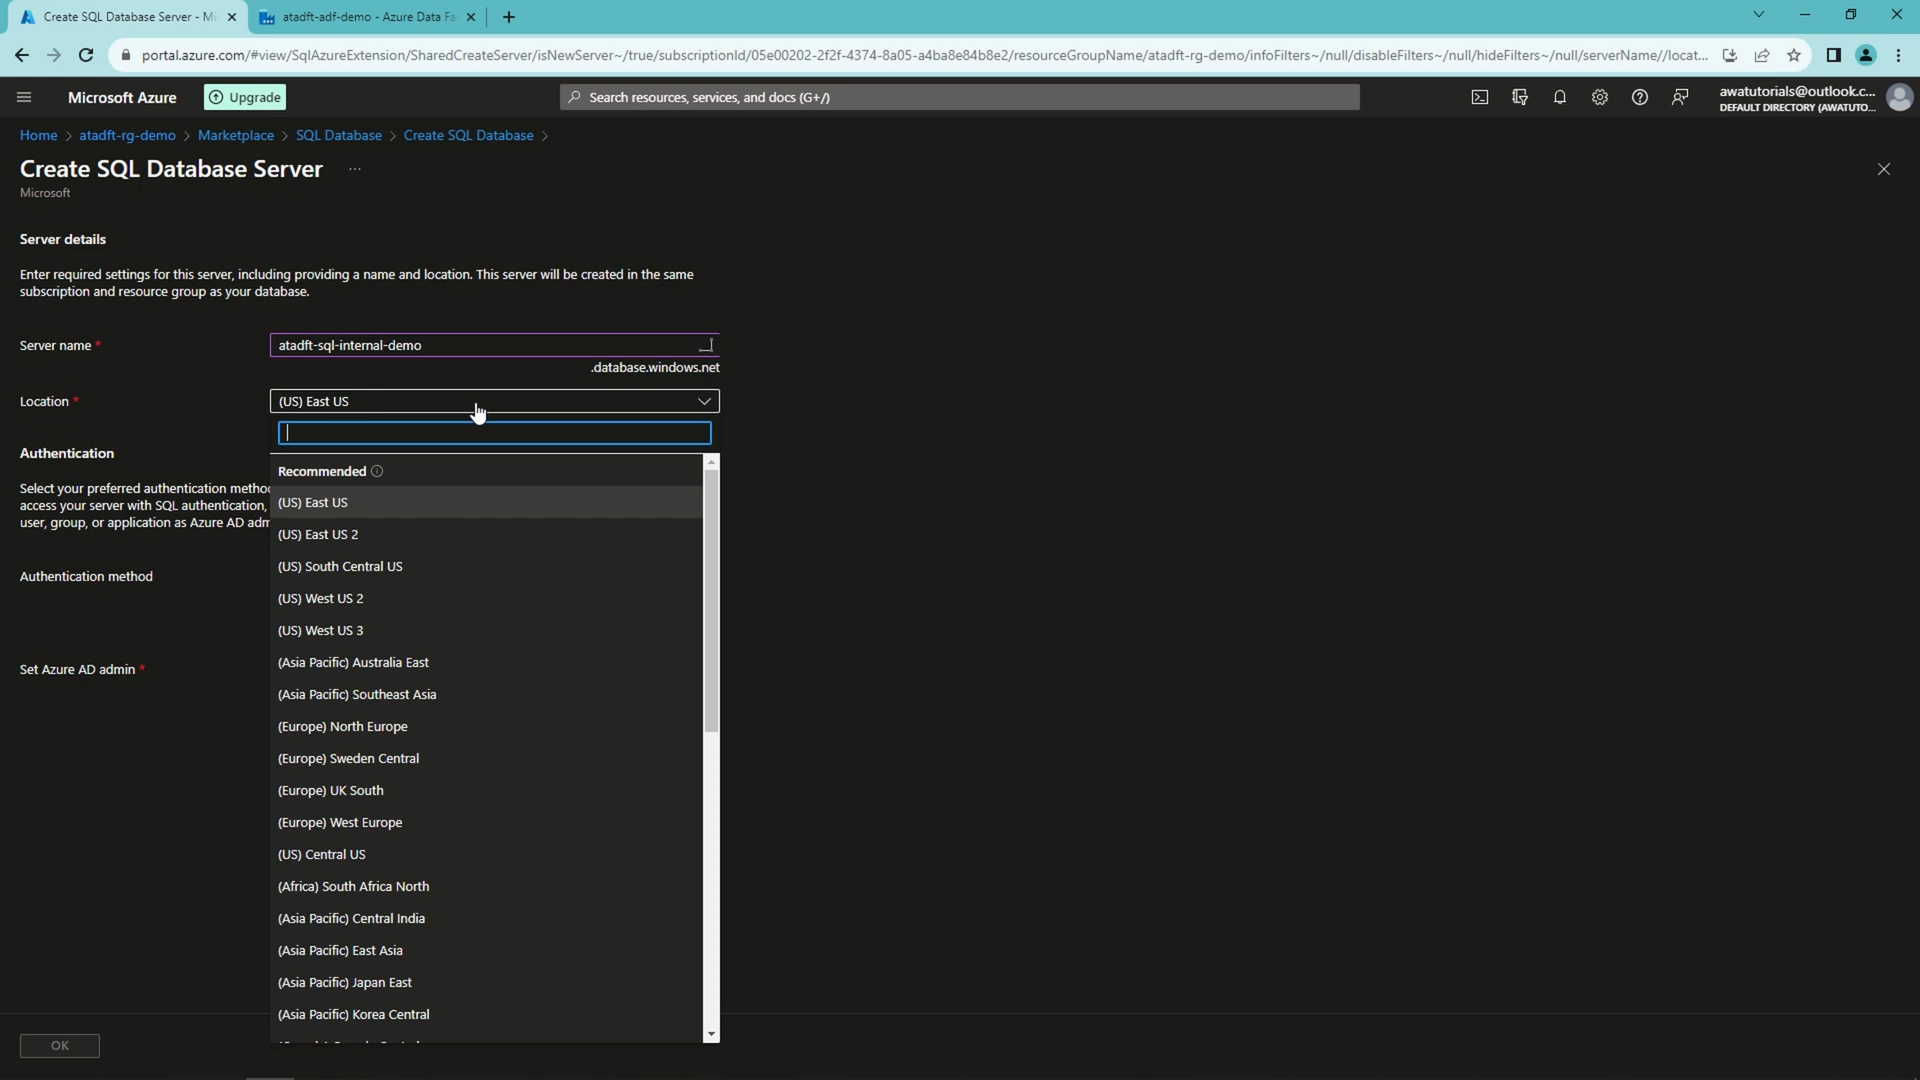 Create SQL Database Server - Mi
atadft-adf-demo - Azure Data Fa
portal.azure.com/#view/SqlAzureExtension/SharedCreateServer/isNewServer~/true/subscriptionId/05e00202-2f2f-4374-8a05-a4ba8e84b8e2/resourceGroupName/atadft-rg-demo/infoFilters~/null/disableFilters~/null/hideFilters~/null/serverName//locat...
Microsoft Azure
Upgrade
Search resources, services, and docs (G+/)
awatutorials@outlook.c...
DEFAULT DIRECTORY (AWATUTO...
Home > atadft-rg-demo > Marketplace > SQL Database > Create SQL Database >
Create SQL Database Server ...
Microsoft
Server details
Enter required settings for this server, including providing a name and location. This server will be created in the same
subscription and resource group as your database.
Server name *
atadft-sql-internal-demo
.database.windows.net
Location *
(US) East US
Authentication
Select your preferred authentication method
access your server with SQL authentication,
user, group, or application as Azure AD adm
Authentication method
Set Azure AD admin *
Recommended
(US) East US
(US) East US 2
(US) South Central US
(US) West US 2
(US) West US 3
(Asia Pacific) Australia East
(Asia Pacific) Southeast Asia
(Europe) North Europe
(Europe) Sweden Central
(Europe) UK South
(Europe) West Europe
(US) Central US
(Africa) South Africa North
(Asia Pacific) Central India
(Asia Pacific) East Asia
(Asia Pacific) Japan East
(Asia Pacific) Korea Central
OK